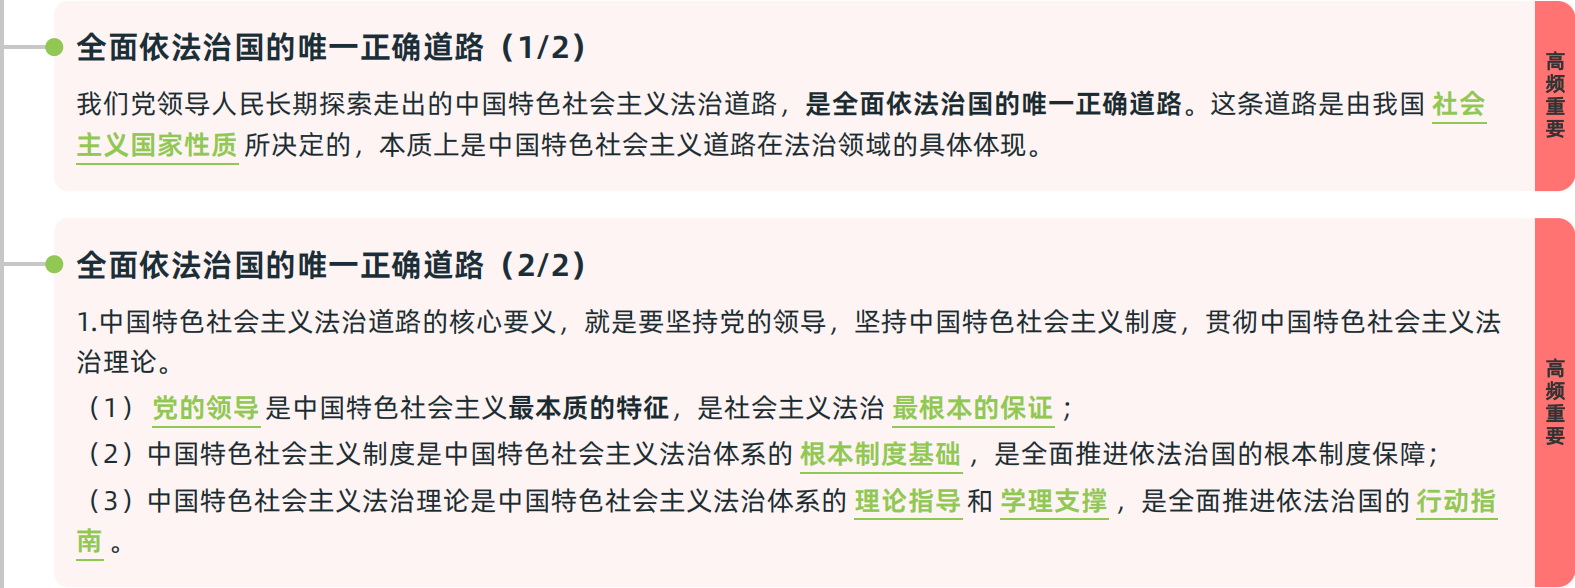 全面依法治国的唯一正确道路（1/2）
我们党领导人民长期探索走出的中国特色社会主义法治道路，是全面依法治国的唯一正确道路。这条道路是由我国 社会
主义国家性质 所决定的，本质上是中国特色社会主义道路在法治领域的具体体现。
高频重要
全面依法治国的唯一正确道路（2/2）
1.中国特色社会主义法治道路的核心要义，就是要坚持党的领导，坚持中国特色社会主义制度，贯彻中国特色社会主义法
治理论。
（1） 党的领导 是中国特色社会主义最本质的特征，是社会主义法治 最根本的保证 ；
（2）中国特色社会主义制度是中国特色社会主义法治体系的 根本制度基础 ，是全面推进依法治国的根本制度保障；
（3）中国特色社会主义法治理论是中国特色社会主义法治体系的 理论指导 和 学理支撑 ，是全面推进依法治国的 行动指
南 。
高频重要